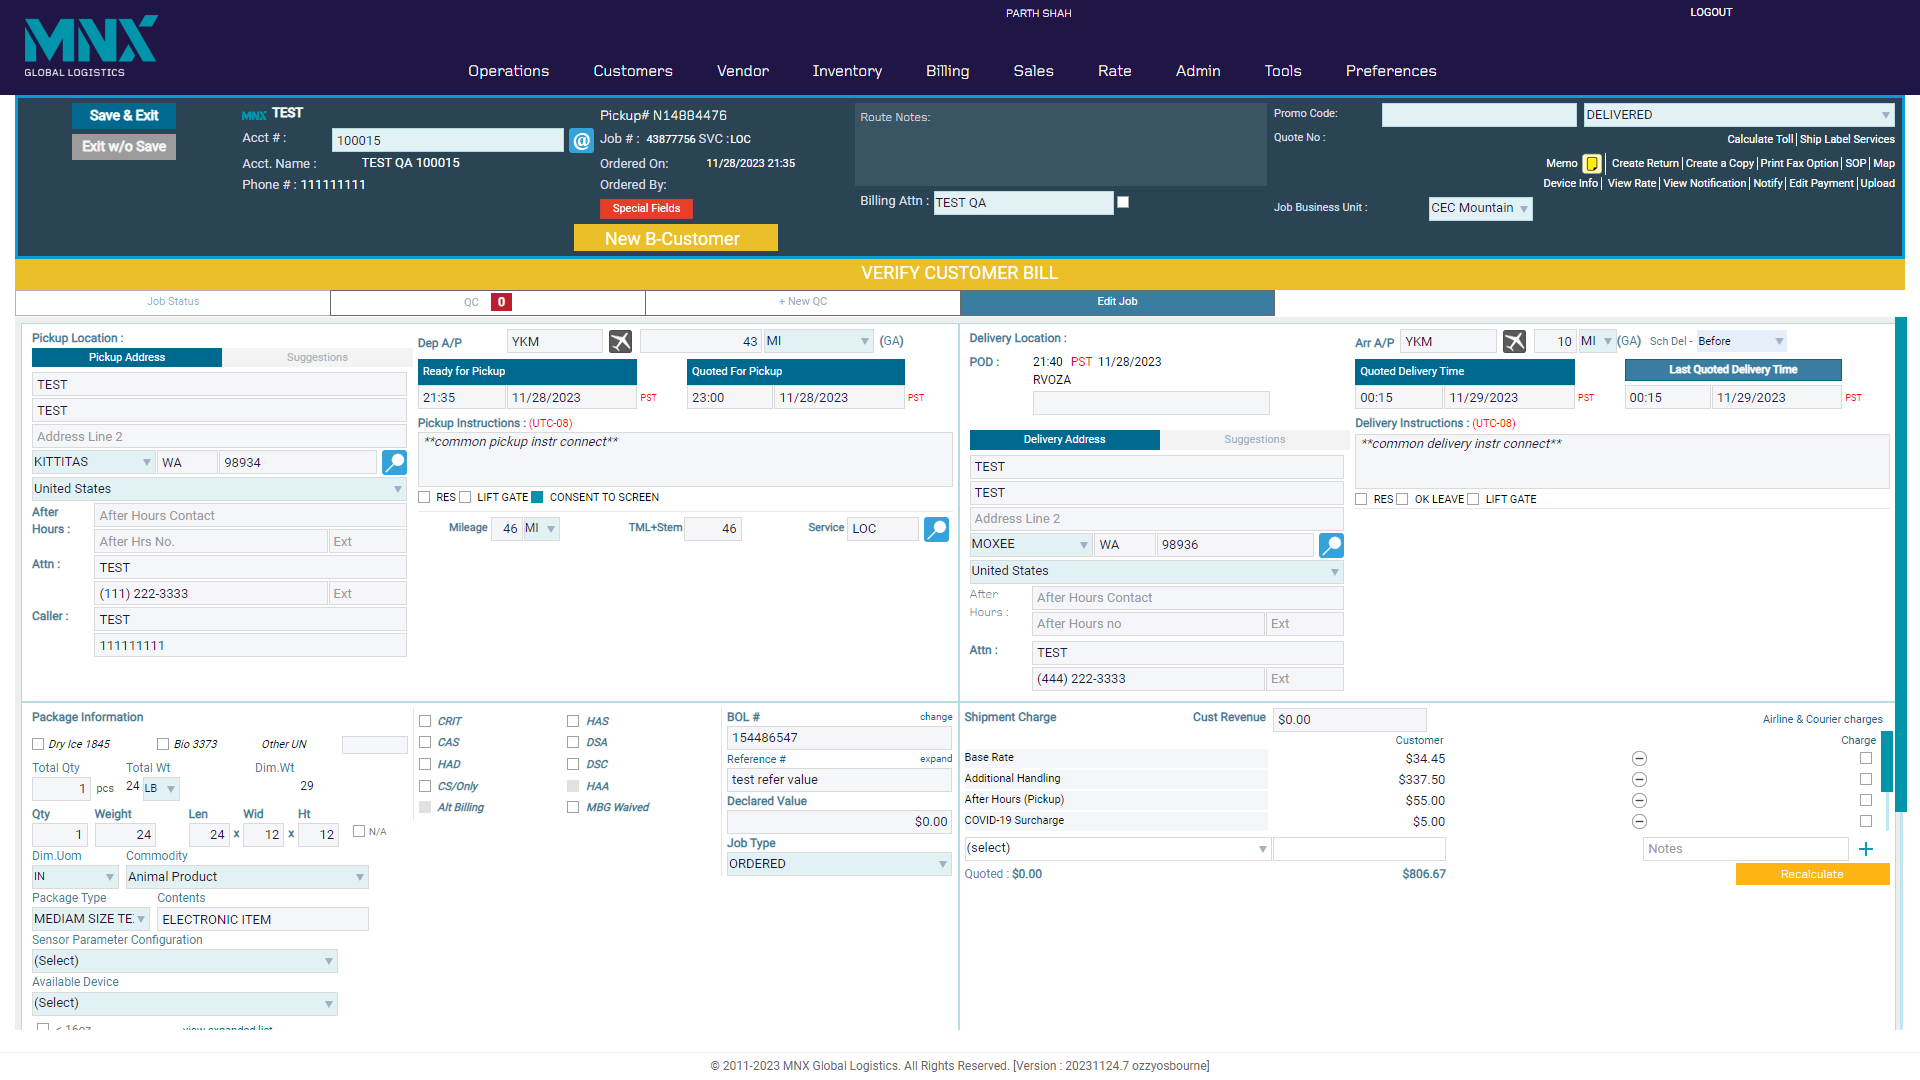 PARTH SHAH
LOGOUT
MNX
GLOBAL LOGISTICS
Operations Customers Vendor Inventory Billing Sales Rate Admin Tools Preferences
Save & Exit
Exit w/o Save
MNX TEST
Acct # : 100015 @
Acct. Name : TEST QA 100015
Phone # : 111111111
Pickup# N14884476
Job # : 43877756 SVC :LOC
Ordered On: 11/28/2023 21:35
Ordered By:
Special Fields
New B-Customer
Route Notes:
Billing Attn : TEST QA
Promo Code: DELIVERED
Quote No :
Calculate Toll | Ship Label Services
Memo | Create Return | Create a Copy | Print Fax Option | SOP | Map
Device Info | View Rate | View Notification | Notify | Edit Payment | Upload
Job Business Unit : CEC Mountain
VERIFY CUSTOMER BILL
Job Status QC 0 + New QC Edit Job
Pickup Location :
Pickup Address Suggestions
TEST
TEST
Address Line 2
KITTITAS WA 98934
United States
After Hours : After Hours Contact
After Hrs No. Ext
Attn : TEST
(111) 222-3333 Ext
Caller : TEST
111111111
Dep A/P YKM 43 MI (GA)
Ready for Pickup Quoted For Pickup
21:35 11/28/2023 PST 23:00 11/28/2023 PST
Pickup Instructions : (UTC-08)
**common pickup instr connect**
RES LIFT GATE CONSENT TO SCREEN
Mileage 46 MI TML+Stem 46 Service LOC
Delivery Location :
POD : 21:40 PST 11/28/2023
RVOZA
Delivery Address Suggestions
TEST
TEST
Address Line 2
MOXEE WA 98936
United States
After Hours : After Hours Contact
After Hours no Ext
Attn : TEST
(444) 222-3333 Ext
Arr A/P YKM 10 MI (GA) Sch Del - Before
Quoted Delivery Time Last Quoted Delivery Time
00:15 11/29/2023 PST 00:15 11/29/2023 PST
Delivery Instructions : (UTC-08)
**common delivery instr connect**
RES OK LEAVE LIFT GATE
Package Information
Dry Ice 1845 Bio 3373 Other UN
Total Qty Total Wt Dim.Wt
1 pcs 24 LB 29
Qty Weight Len Wid Ht
1 24 24 x 12 x 12 N/A
Dim.Uom Commodity
IN Animal Product
Package Type Contents
MEDIAM SIZE TE ELECTRONIC ITEM
Sensor Parameter Configuration
(Select)
Available Device
(Select)
< 16oz view expanded list
CRIT HAS
CAS DSA
HAD DSC
CS/Only HAA
Alt Billing MBG Waived
BOL # change
154486547
Reference # expand
test refer value
Declared Value
$0.00
Job Type
ORDERED
Shipment Charge Cust Revenue $0.00 Airline & Courier charges
Customer Charge
Base Rate $34.45
Additional Handling $337.50
After Hours (Pickup) $55.00
COVID-19 Surcharge $5.00
(select) Notes +
Quoted : $0.00 $806.67 Recalculate
© 2011-2023 MNX Global Logistics. All Rights Reserved. [Version : 20231124.7 ozzyosbourne]